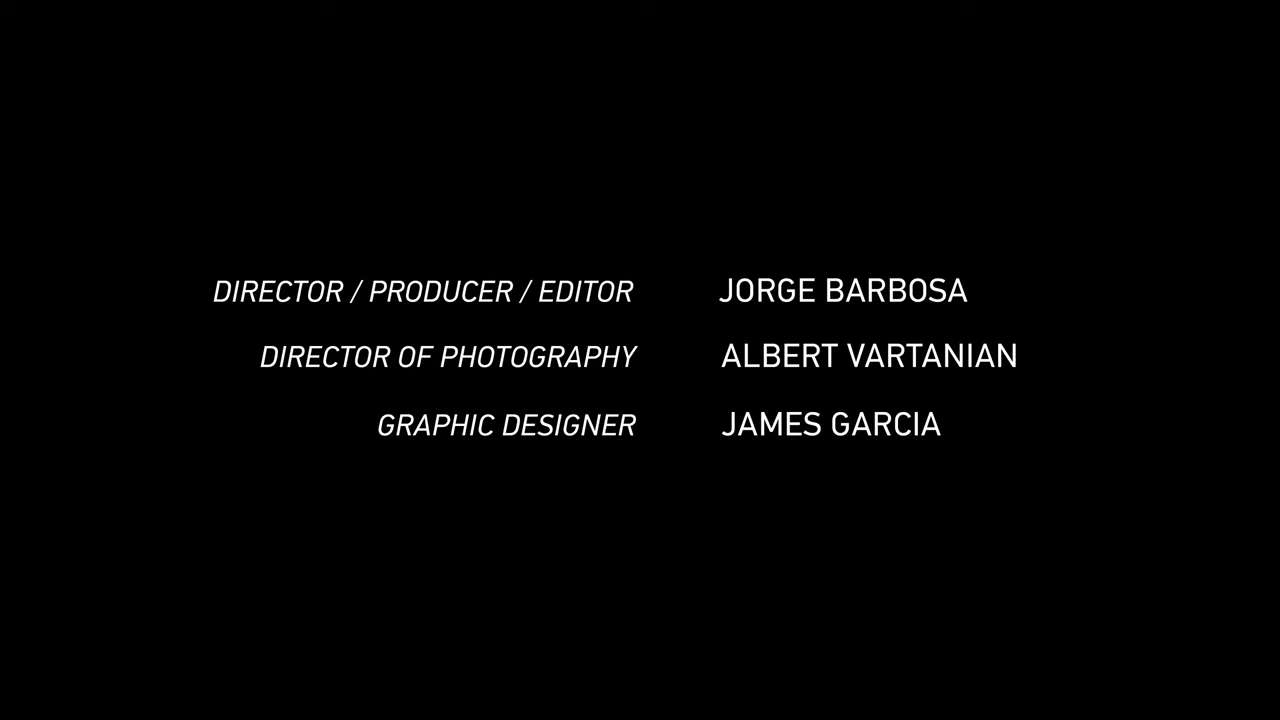 DIRECTOR / PRODUCER / EDITOR JORGE BARBOSA
DIRECTOR OF PHOTOGRAPHY ALBERT VARTANIAN
GRAPHIC DESIGNER JAMES GARCIA